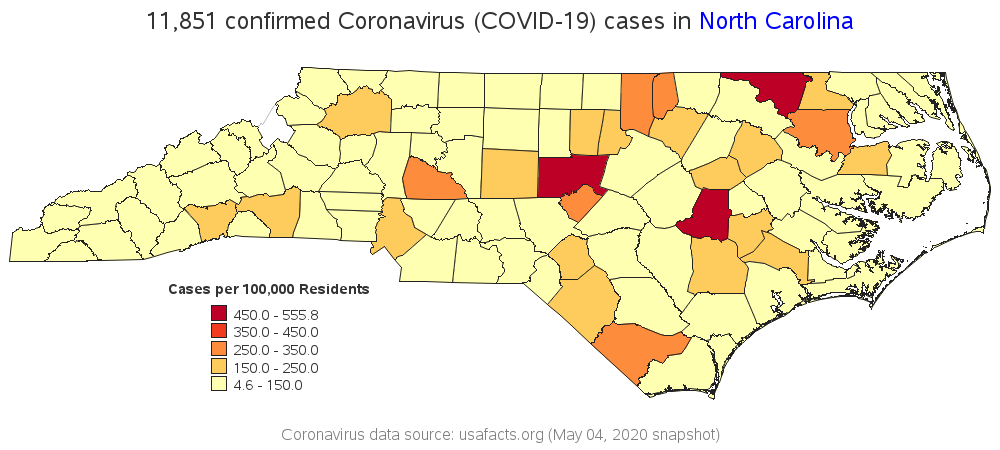 11,851 confirmed Coronavirus (COVID-19) cases in North Carolina
Cases per 100,000 Residents
450.0 - 555.8
350.0 - 450.0
250.0 - 350.0
150.0 - 250.0
4.6 - 150.0
Coronavirus data source: usafacts.org (May 04, 2020 snapshot)